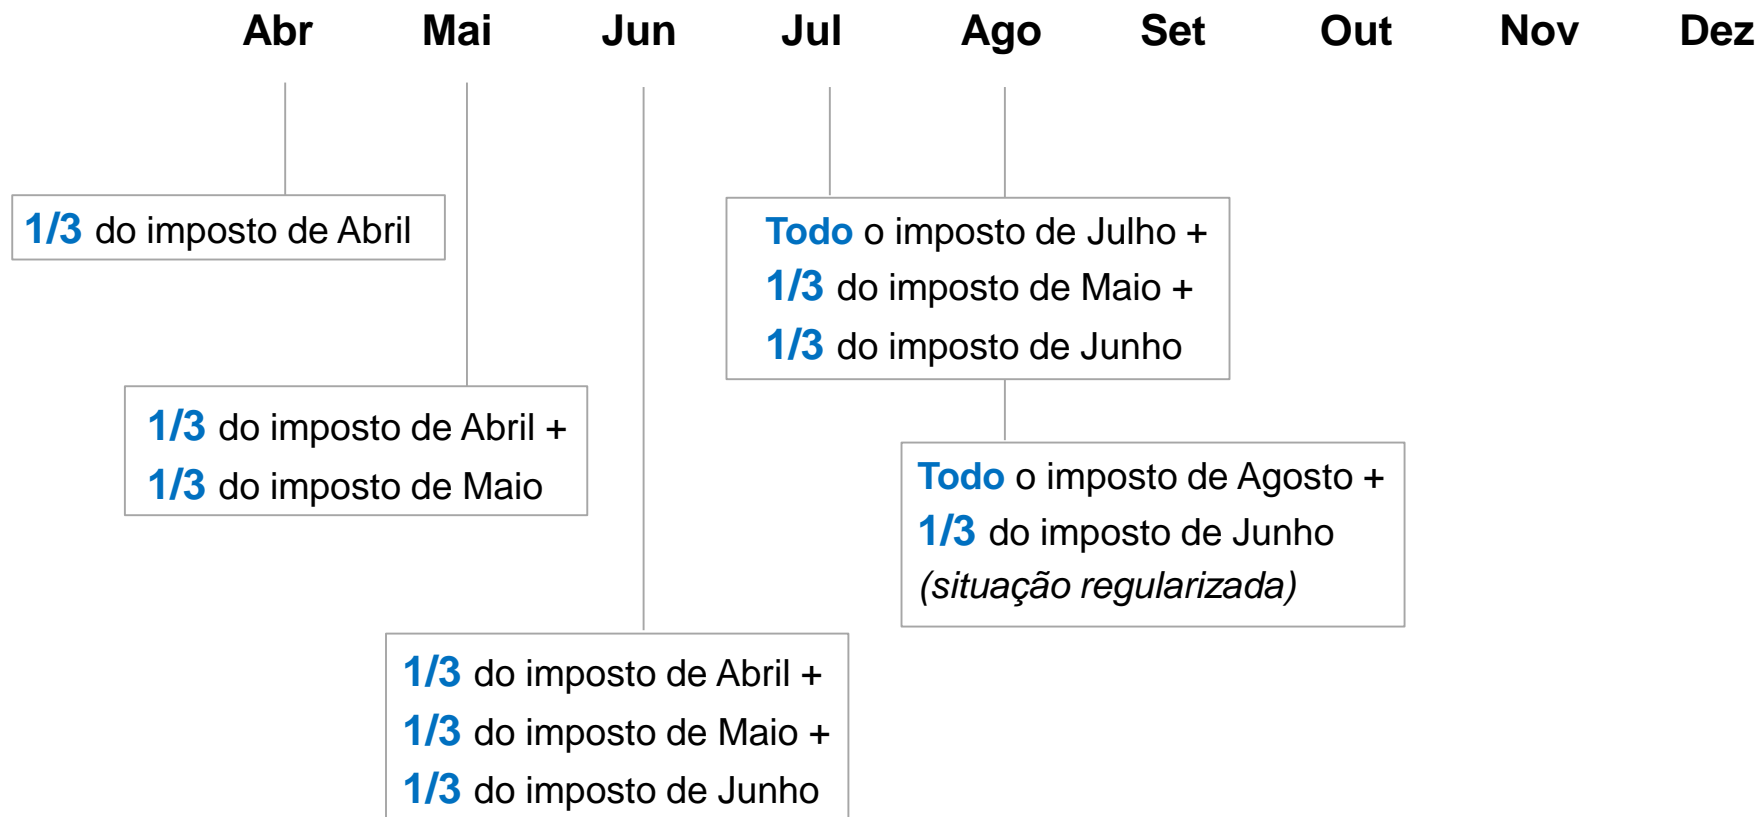 Abr Mai Jun Jul Ago Set Out Nov Dez
1/3 do imposto de Abril
1/3 do imposto de Abril +
1/3 do imposto de Maio
1/3 do imposto de Abril +
1/3 do imposto de Maio +
1/3 do imposto de Junho
Todo o imposto de Julho +
1/3 do imposto de Maio +
1/3 do imposto de Junho
Todo o imposto de Agosto +
1/3 do imposto de Junho
(situação regularizada)